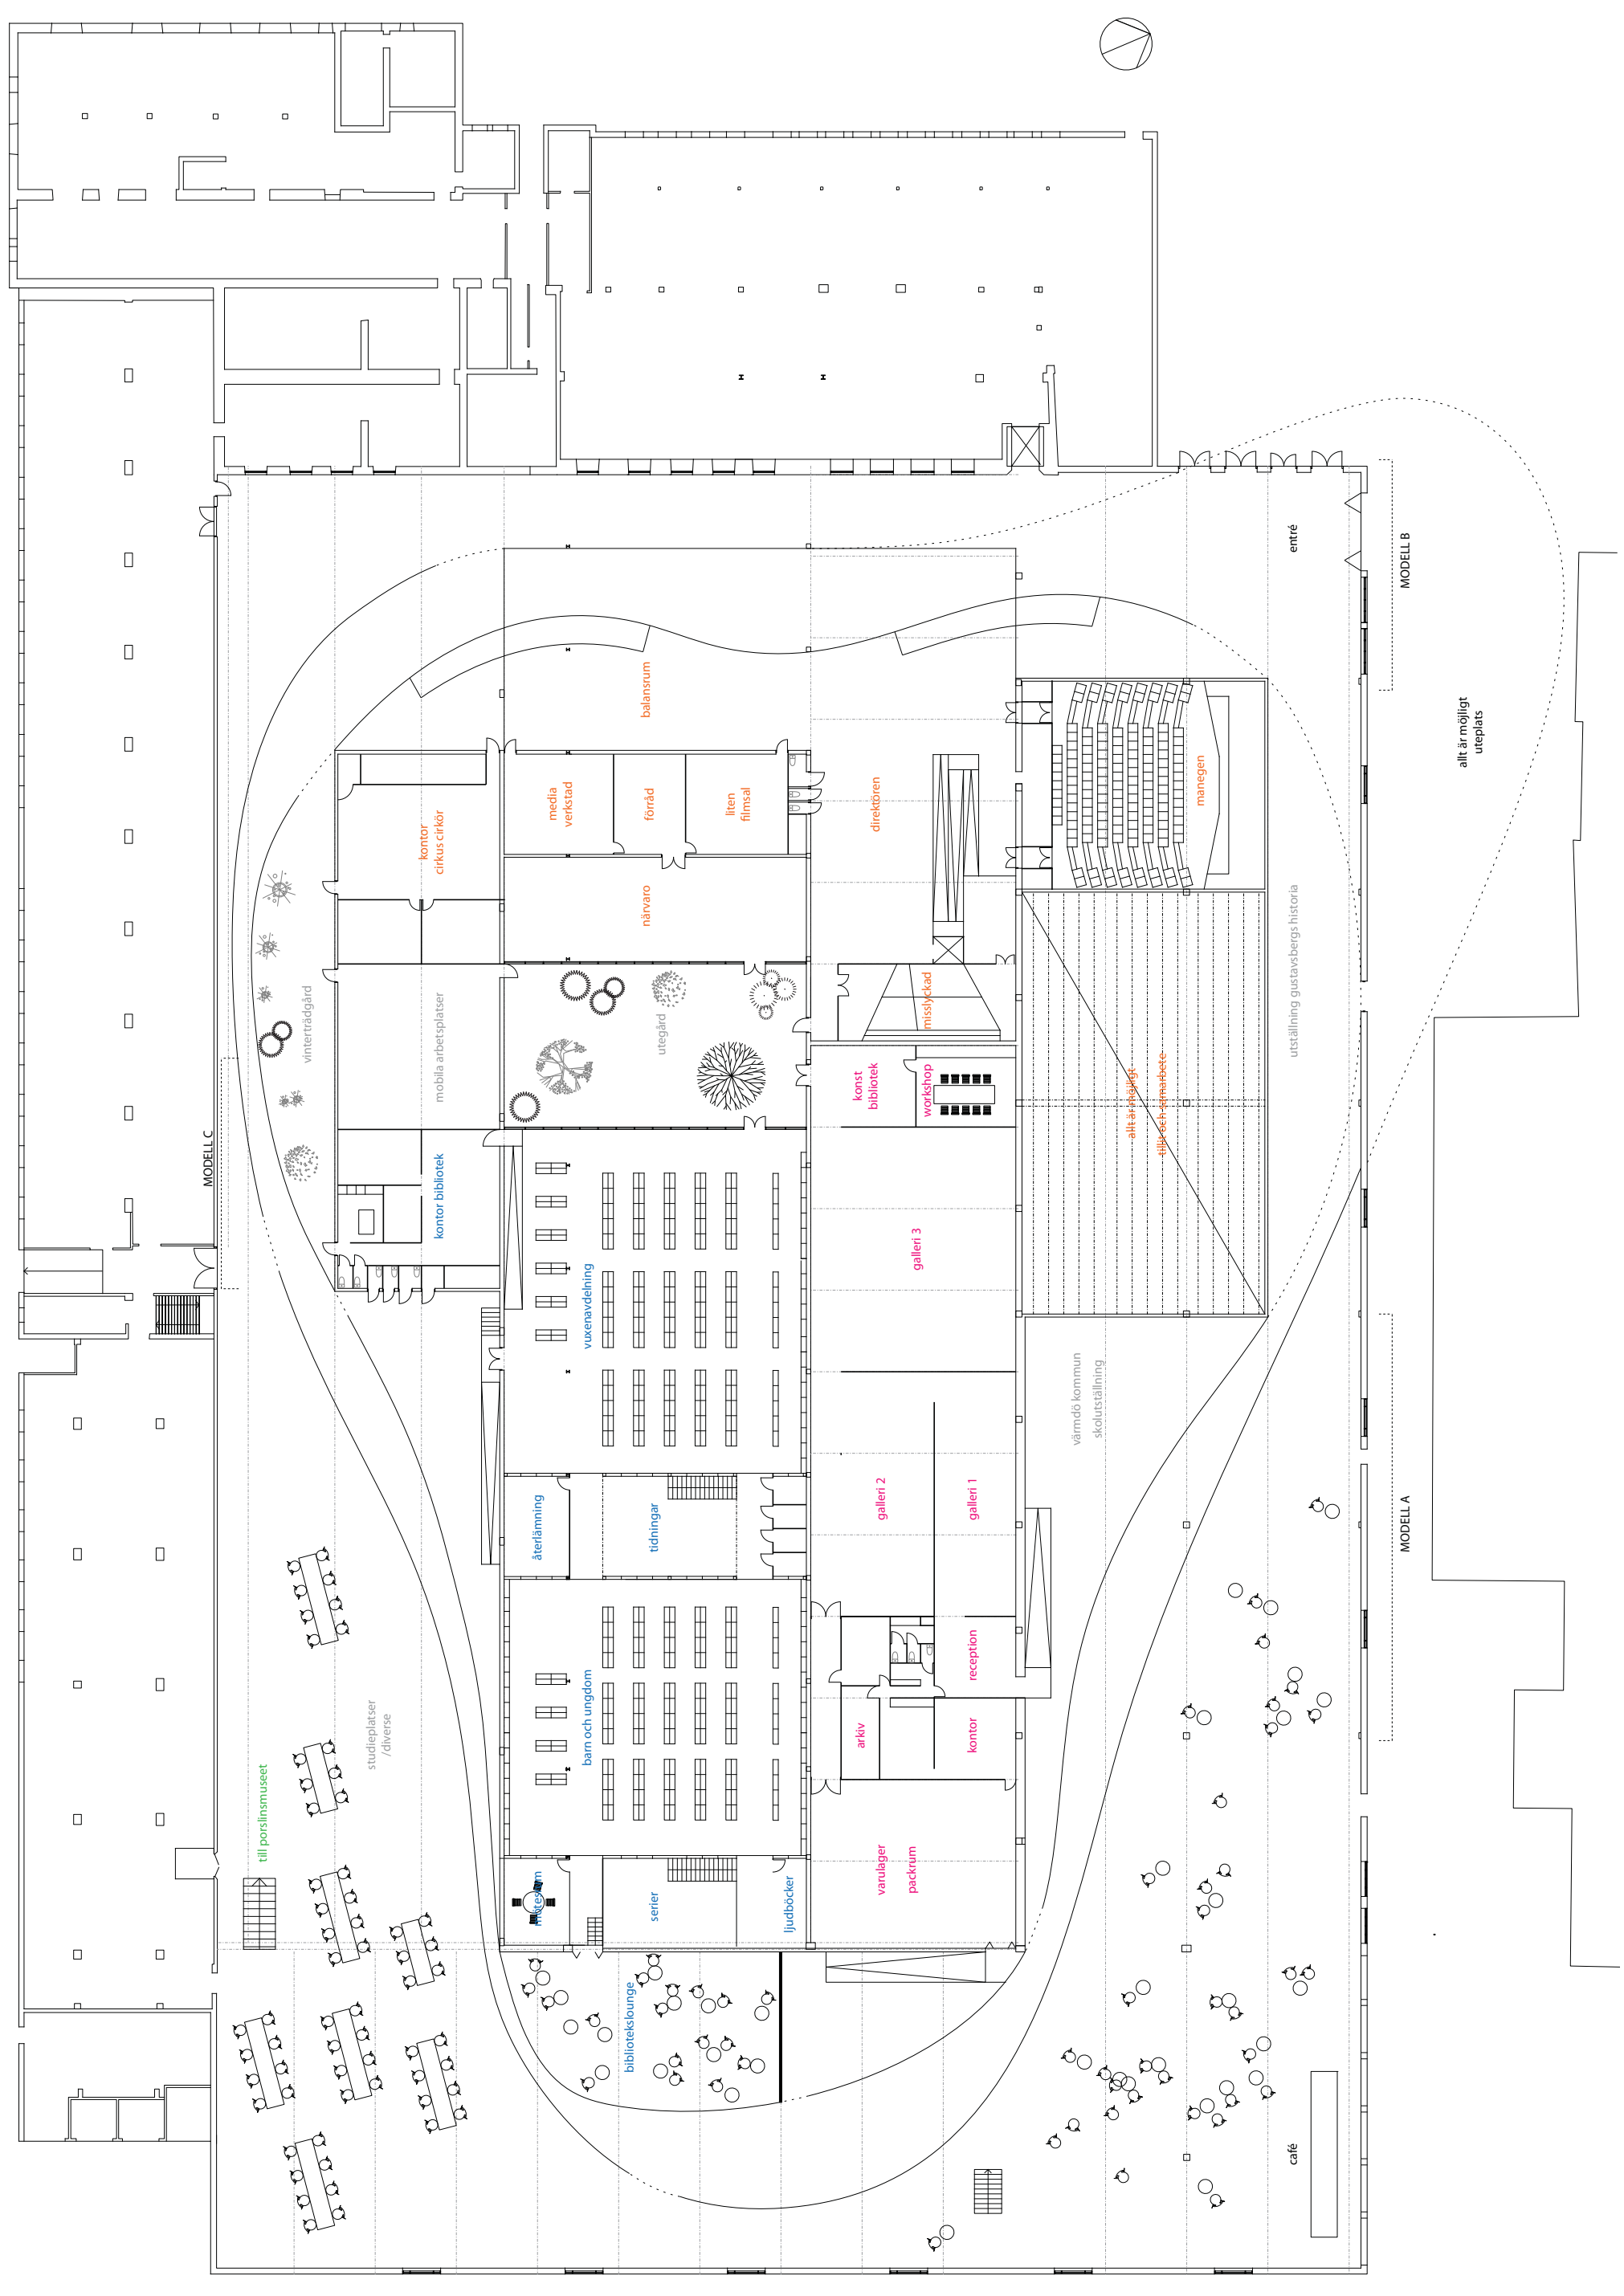 entré
MODELL B
allt är möjligt
uteplats
balansrum
manegen
media
verkstad
förråd
liten
filmsal
direktören
kontor
cirkus cirkör
närvaro
utställning gustavsbergs historia
misslyckad
vinterträdgård
mobila arbetsplatser
utegård
konst
bibliotek
workshop
allt är möjligt
tillit och samarbete
MODELL C
kontor bibliotek
galleri 3
vuxenavdelning
värmdö kommun
skolutställning
galleri 2
galleri 1
återlämning
tidningar
MODELL A
reception
studieplatser
/diverse
barn och ungdom
arkiv
kontor
till porslinsmuseet
varulager
packrum
mötesrum
serier
ljudböcker
bibliotekslounge
café